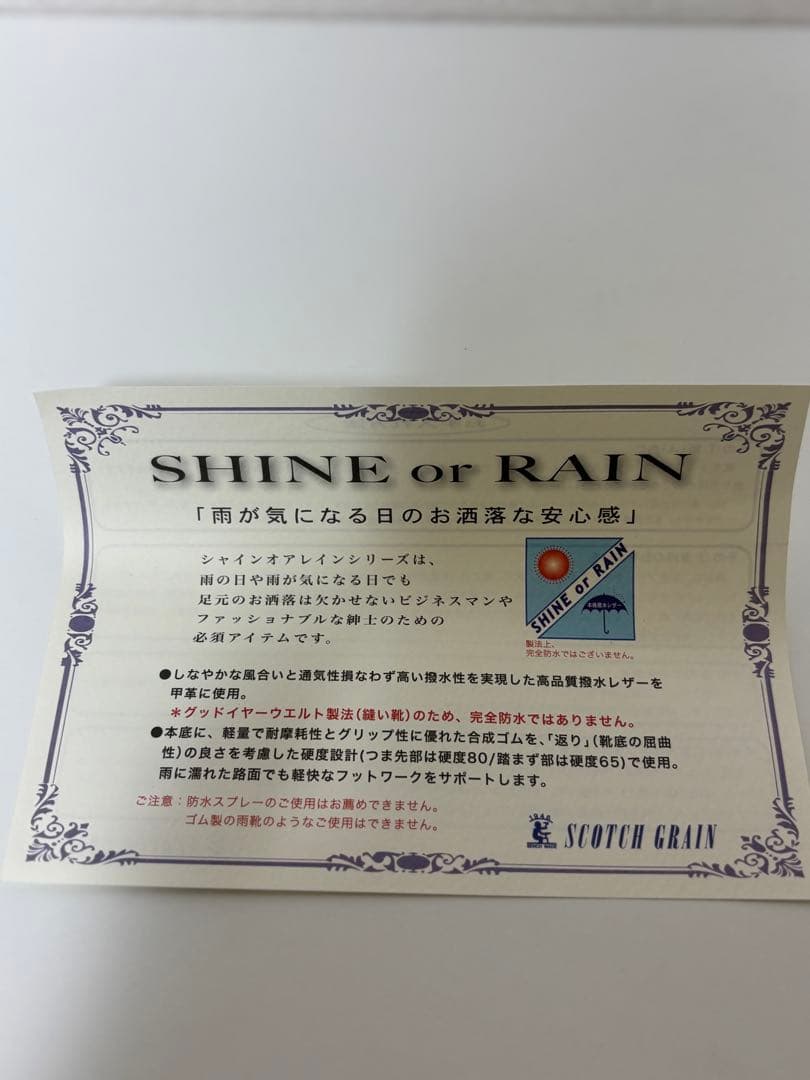 SHINE or RAIN
「雨が気になる日のお洒落な安心感」
シャインオアレインシリーズは、
雨の日や雨が気になる日でも
足元のお洒落は欠かせないビジネスマンや
ファッショナブルな紳士のための
必須アイテムです。
SHINE or RAIN
本格撥水レザー
製法上、
完全防水ではございません。
●しなやかな風合いと通気性損なわず高い撥水性を実現した高品質撥水レザーを
甲革に使用。
＊グッドイヤーウエルト製法(縫い靴)のため、完全防水ではありません。
●本底に、軽量で耐摩耗性とグリップ性に優れた合成ゴムを、「返り」(靴底の屈曲
性)の良さを考慮した硬度設計(つま先部は硬度80/踏まず部は硬度65)で使用。
雨に濡れた路面でも軽快なフットワークをサポートします。
ご注意：防水スプレーのご使用はお薦めできません。
ゴム製の雨靴のようなご使用はできません。
SCOTCH GRAIN